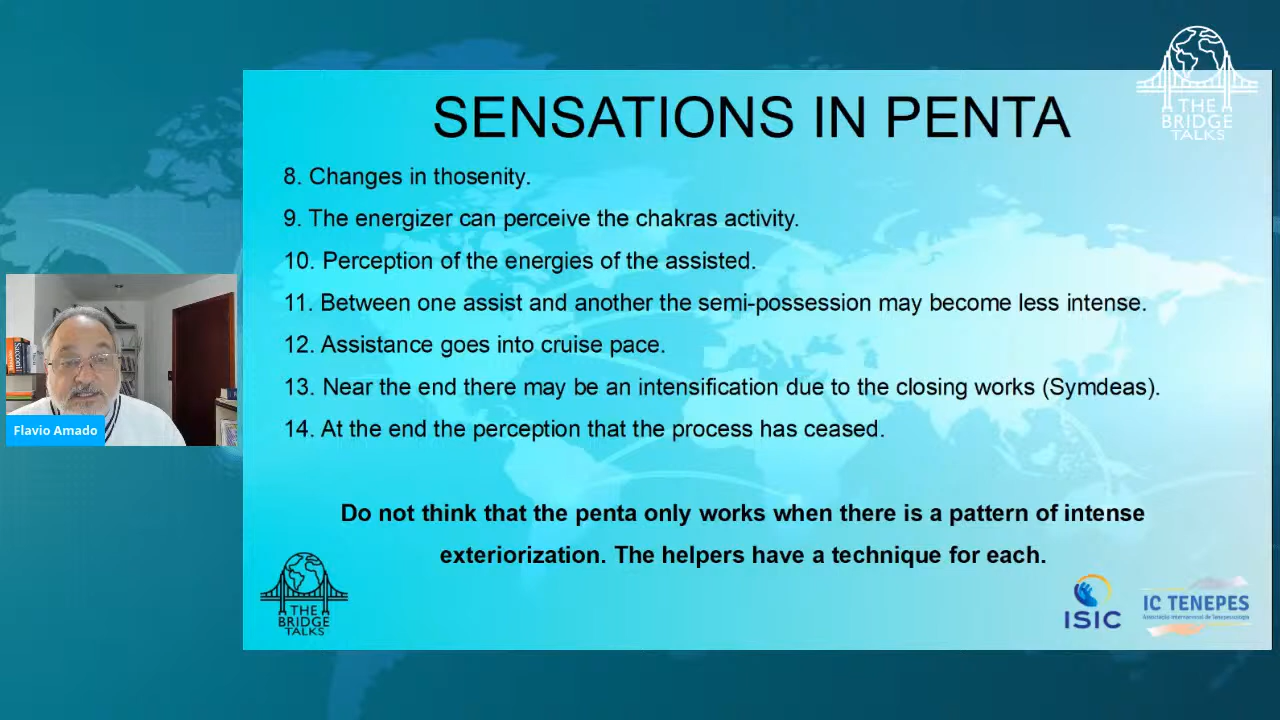 THE
BRIDGE
TALKS
SENSATIONS IN PENTA
8. Changes in thosenity.
9. The energizer can perceive the chakras activity.
10. Perception of the energies of the assisted.
11. Between one assist and another the semi-possession may become less intense.
12. Assistance goes into cruise pace.
13. Near the end there may be an intensification due to the closing works (Symdeas).
14. At the end the perception that the process has ceased.
Do not think that the penta only works when there is a pattern of intense
exteriorization. The helpers have a technique for each.
Flavio Amado
THE
BRIDGE
TALKS
ISIC
IC TENEPES
Associação Internacional de Tenepessologia